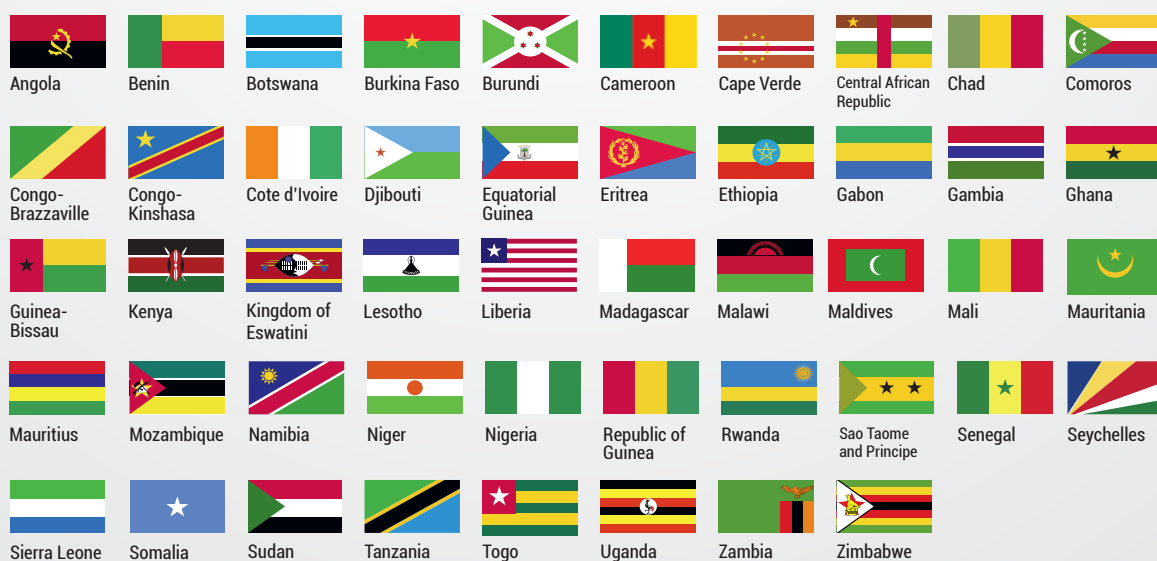 Angola
Benin
Botswana
Burkina Faso
Burundi
Cameroon
Cape Verde
Central African
Republic
Chad
Comoros
Congo-
Brazzaville
Congo-
Kinshasa
Cote d'Ivoire
Djibouti
Equatorial
Guinea
Eritrea
Ethiopia
Gabon
Gambia
Ghana
Guinea-
Bissau
Kenya
Kingdom of
Eswatini
Lesotho
Liberia
Madagascar
Malawi
Maldives
Mali
Mauritania
Mauritius
Mozambique
Namibia
Niger
Nigeria
Republic of
Guinea
Rwanda
Sao Taome
and Principe
Senegal
Seychelles
Sierra Leone
Somalia
Sudan
Tanzania
Togo
Uganda
Zambia
Zimbabwe